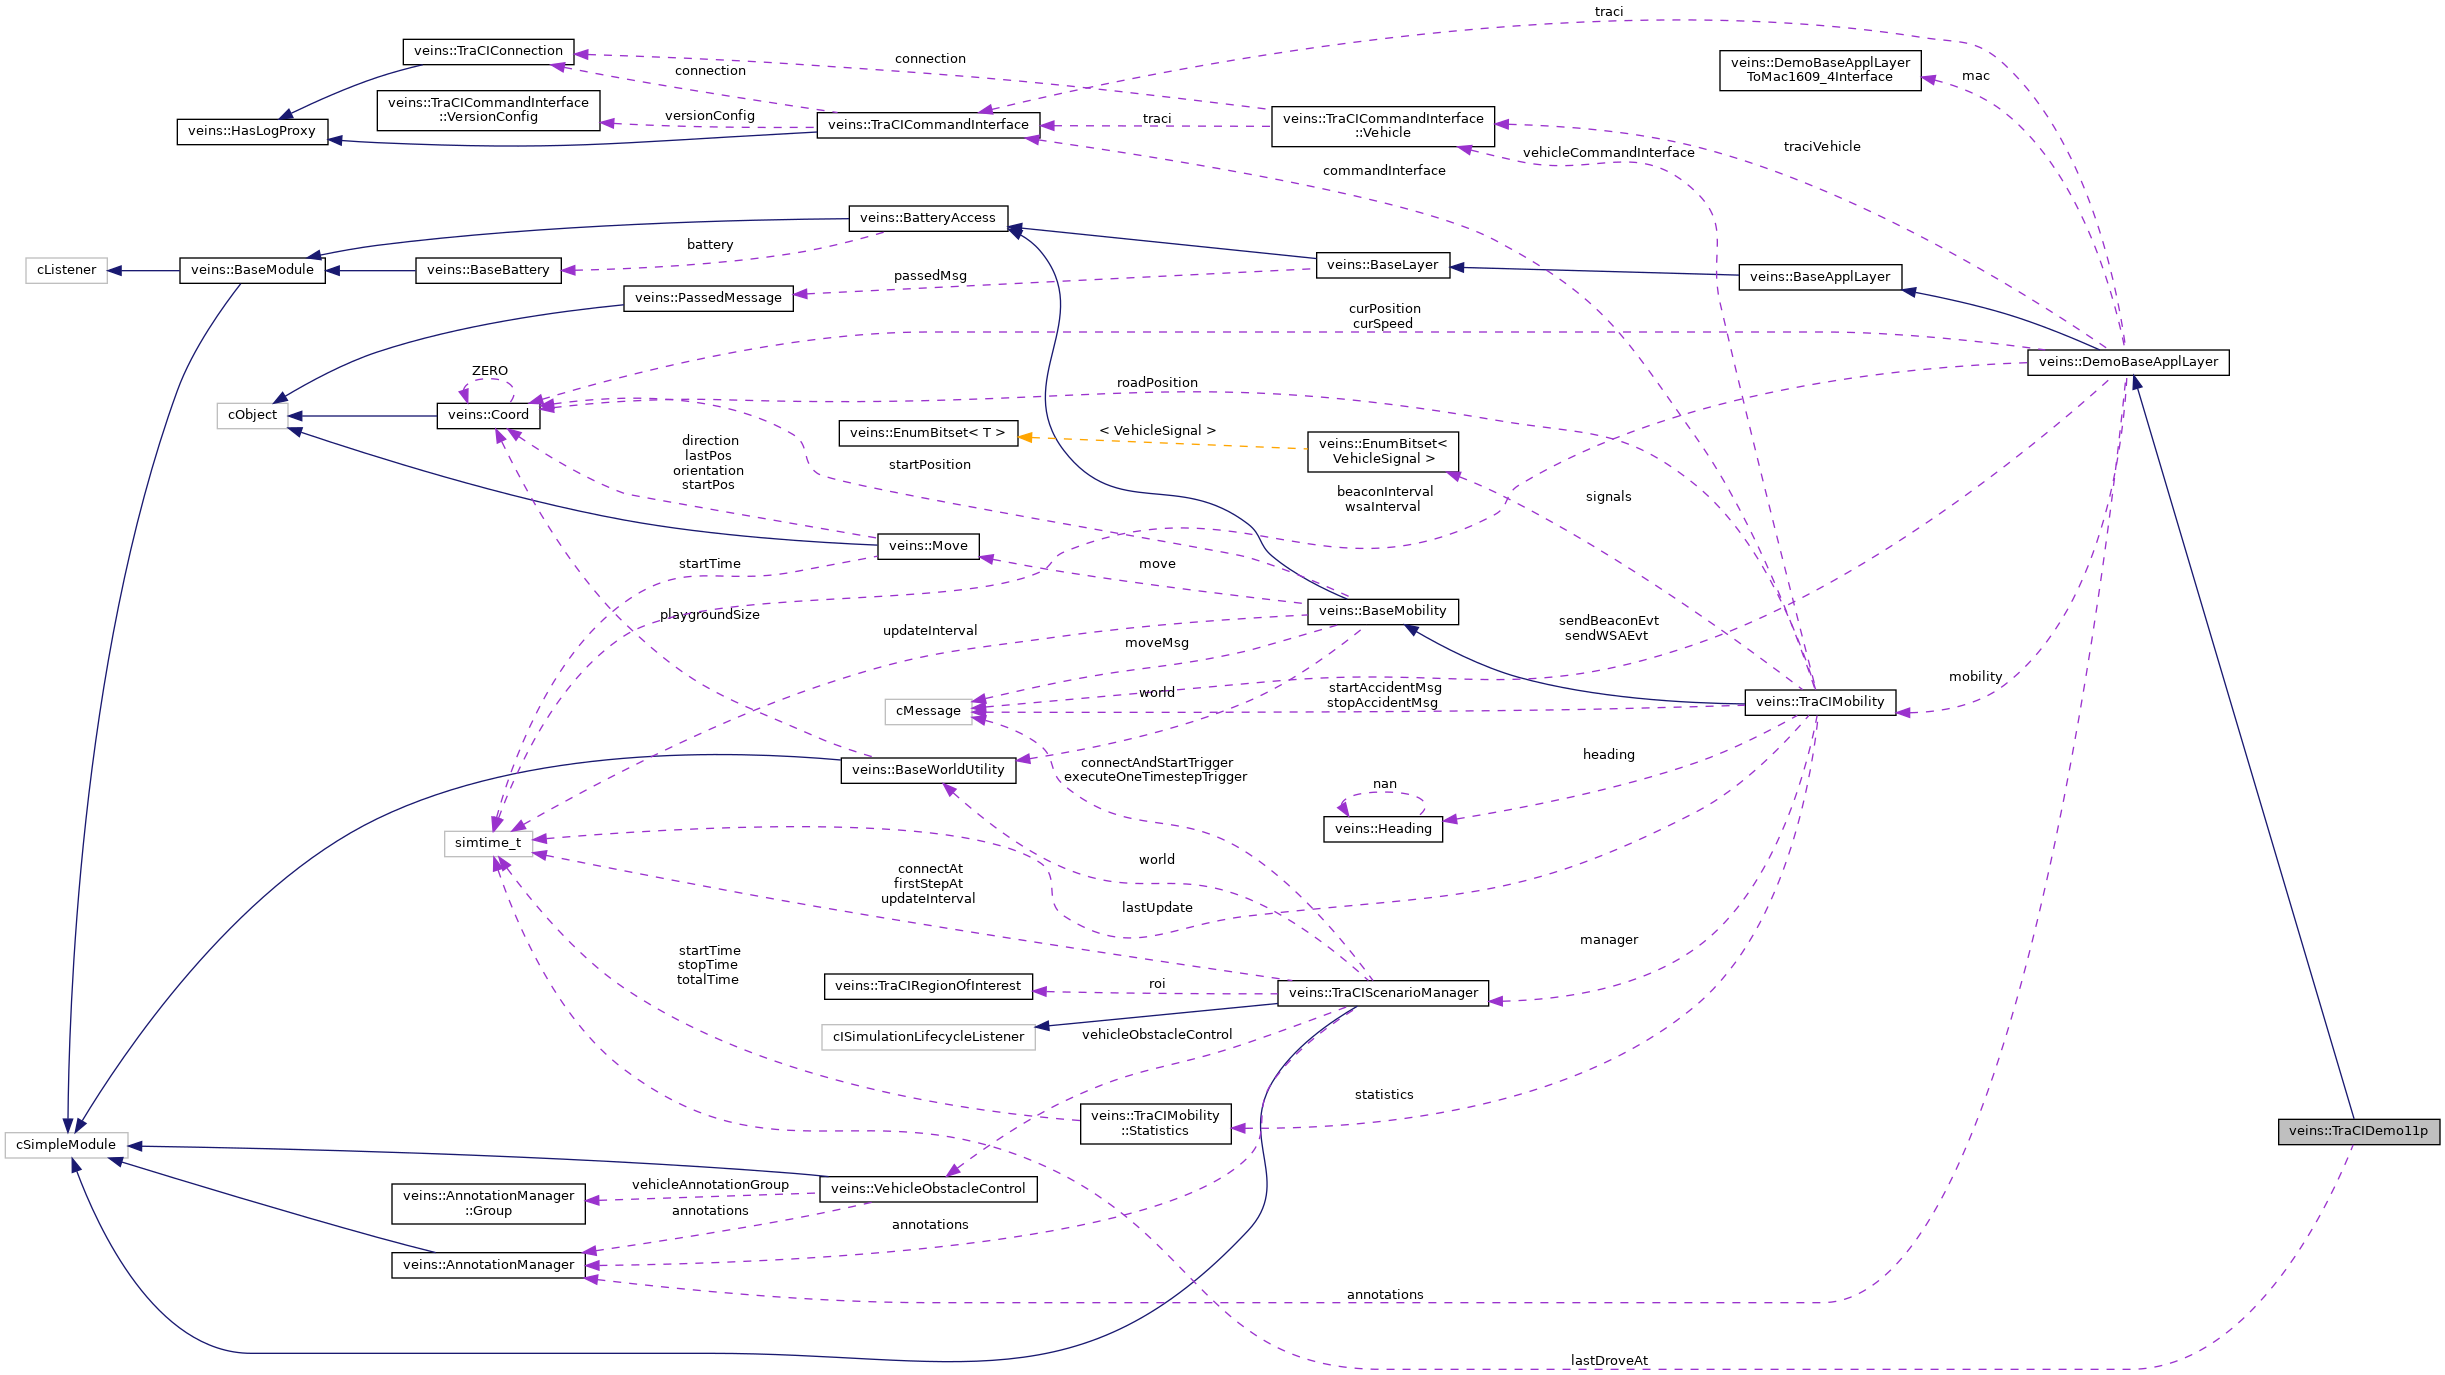 traci
veins::TraCIConnection
connection
veins::DemoBaseApplLayer
ToMac1609_4Interface
mac
connection
veins::TraCICommandInterface
::VersionConfig
versionConfig
veins::HasLogProxy
veins::TraCICommandInterface
traci
veins::TraCICommandInterface
::Vehicle
traciVehicle
vehicleCommandInterface
commandInterface
veins::BatteryAccess
battery
cListener
veins::BaseModule
veins::BaseBattery
passedMsg
veins::BaseLayer
veins::BaseApplLayer
veins::PassedMessage
curPosition
curSpeed
veins::DemoBaseApplLayer
ZERO
roadPosition
cObject
veins::Coord
veins::EnumBitset< T >
< VehicleSignal >
veins::EnumBitset<
VehicleSignal >
direction
lastPos
orientation
startPos
startPosition
beaconInterval
wsaInterval
signals
veins::Move
startTime
move
playgroundSize
veins::BaseMobility
updateInterval
moveMsg
sendBeaconEvt
sendWSAEvt
mobility
world
startAccidentMsg
stopAccidentMsg
cMessage
veins::TraCIMobility
veins::BaseWorldUtility
connectAndStartTrigger
executeOneTimestepTrigger
heading
nan
veins::Heading
simtime_t
world
connectAt
firstStepAt
updateInterval
lastUpdate
manager
startTime
stopTime
totalTime
veins::TraCIRegionOfInterest
roi
veins::TraCIScenarioManager
cISimulationLifecycleListener
vehicleObstacleControl
statistics
veins::TraCIMobility
::Statistics
veins::TraCIDemo11p
cSimpleModule
veins::AnnotationManager
::Group
vehicleAnnotationGroup
veins::VehicleObstacleControl
annotations
annotations
veins::AnnotationManager
annotations
lastDroveAt